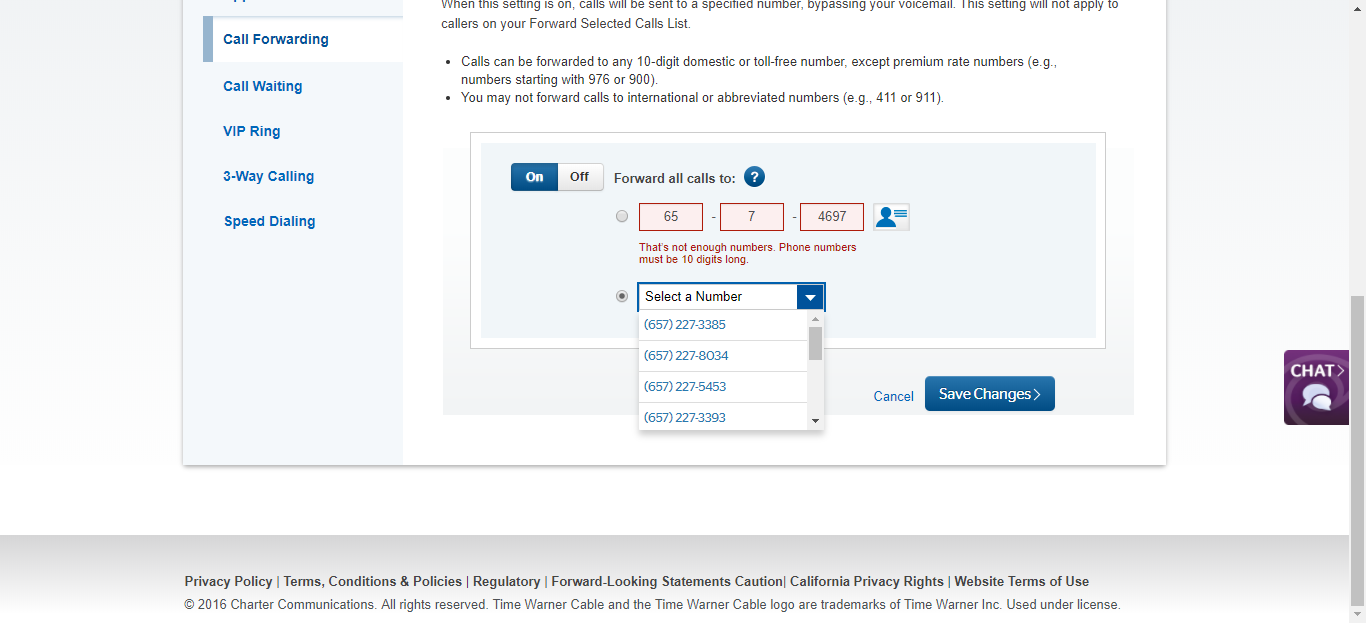 When this setting is on, calls will be sent to a specified number, bypassing your voicemail. This setting will not apply to
callers on your Forward Selected Calls List.
Call Forwarding
Call Waiting
VIP Ring
3-Way Calling
Speed Dialing
• Calls can be forwarded to any 10-digit domestic or toll-free number, except premium rate numbers (e.g.,
numbers starting with 976 or 900).
• You may not forward calls to international or abbreviated numbers (e.g., 411 or 911).
On Off Forward all calls to: ?
65 - 7 - 4697
That's not enough numbers. Phone numbers
must be 10 digits long.
Select a Number
(657) 227-3385
(657) 227-8034
(657) 227-5453
(657) 227-3393
Cancel Save Changes>
CHAT>
Privacy Policy | Terms, Conditions & Policies | Regulatory | Forward-Looking Statements Caution| California Privacy Rights | Website Terms of Use
© 2016 Charter Communications. All rights reserved. Time Warner Cable and the Time Warner Cable logo are trademarks of Time Warner Inc. Used under license.